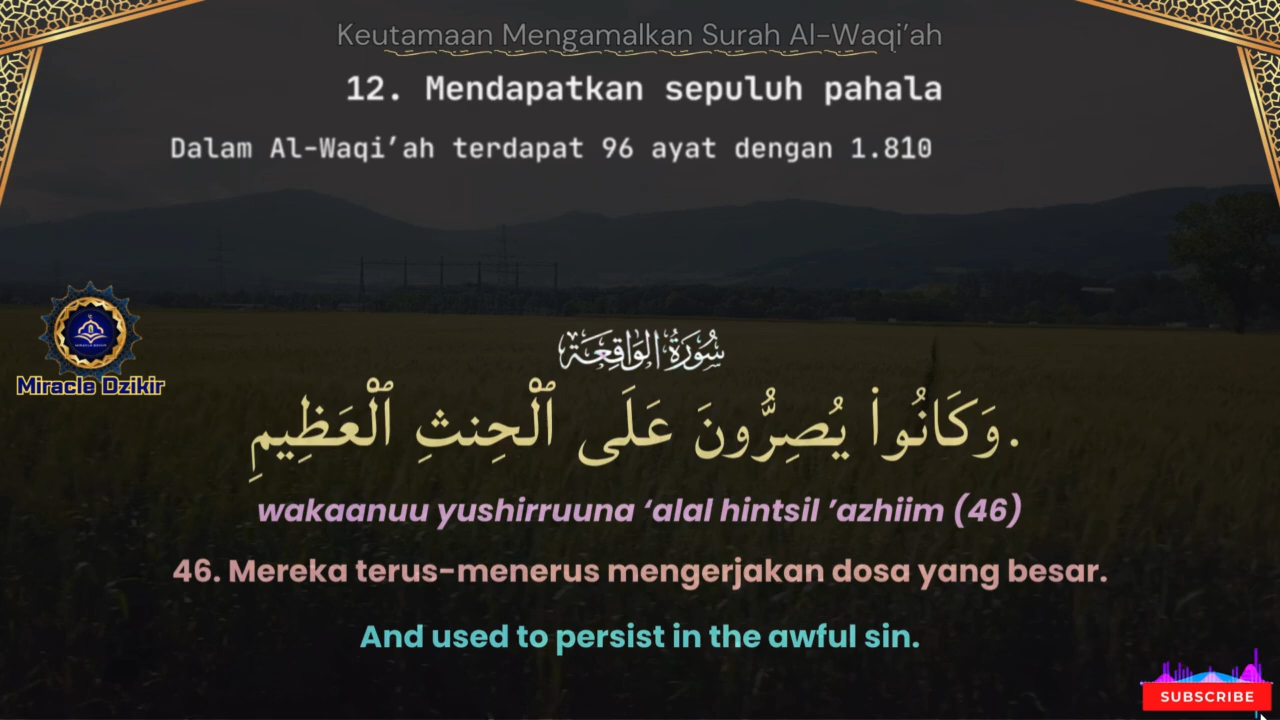 Keutamaan Mengamalkan Surah Al-Waqi’ah
12. Mendapatkan sepuluh pahala
Dalam Al-Waqi’ah terdapat 96 ayat dengan 1.810
سُورَةُ الوَاقِعَة
Miracle Dzikir
وَكَانُوا۟ يُصِرُّونَ عَلَى ٱلْحِنثِ ٱلْعَظِيمِ.
wakaanuu yushirruuna ‘alal hintsil ’azhiim (46)
46. Mereka terus-menerus mengerjakan dosa yang besar.
And used to persist in the awful sin.
SUBSCRIBE